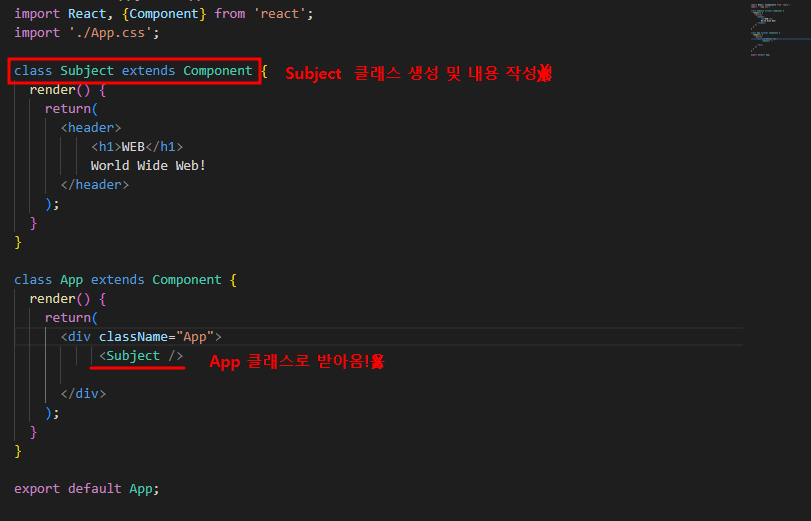 import React, {Component} from 'react';
import './App.css';
class Subject extends Component { Subject 클래스 생성 및 내용 작성
render() {
return(
<header>
<h1>WEB</h1>
World Wide Web!
</header>
);
}
}
class App extends Component {
render() {
return(
<div className="App">
<Subject /> App 클래스로 받아옴!
</div>
);
}
}
export default App;